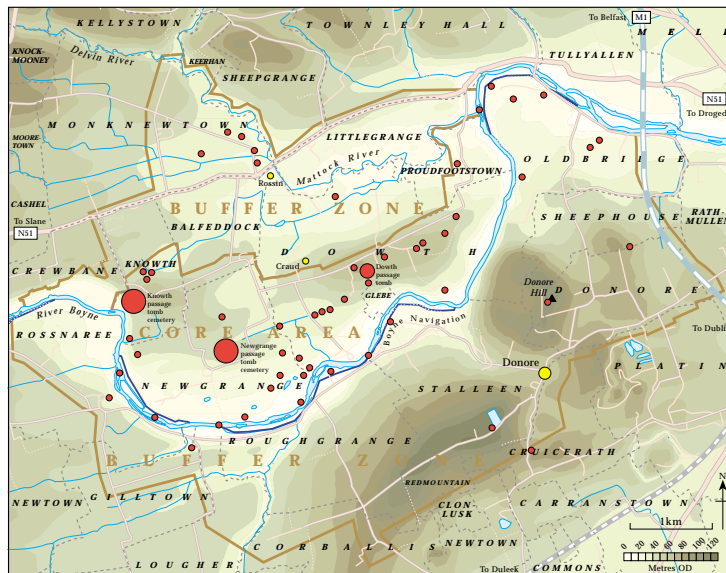 KELLYSTOWN
TOWNLEY HALL
To Belfast
M1
MELL
KNOCK-
MOONEY
Delvin River
KEERHAN
TULLYALLEN
SHEEPGRANGE
N51
To Droged
MONKNEWTOWN
MOORE-
TOWN
LITTLEGRANGE
Mattock River
OLDBRIDGE
PROUDFOOTSTOWN
Rossin
CASHEL
BUFFER ZONE
SHEEPHOUSE
RATH-
MULLEN
To Slane
N51
BALFEDDOCK
DOWTH
CREWBANE
KNOWTH
Craud
Dowth
passage
tomb
Donore
Hill
DONORE
GLEBE
Knowth
passage
tomb
cemetery
River Boyne
ROSSNAREE
CORE AREA
Boyne Navigation
To Dubli
Newgrange
passage
tomb
cemetery
Donore
PLATIN
NEWGRANGE
STALLEEN
ROUGHGRANGE
BUFFER ZONE
CRUICERATH
REDMOUNTAIN
NEWTOWN
GILLTOWN
CLON-
LUSK
CARRANSTOWN
N
1km
CORBALLIS
NEWTOWN
LOUGHER
To Duleek
COMMONS
0 20 40 60 80 100 120
Metres OD